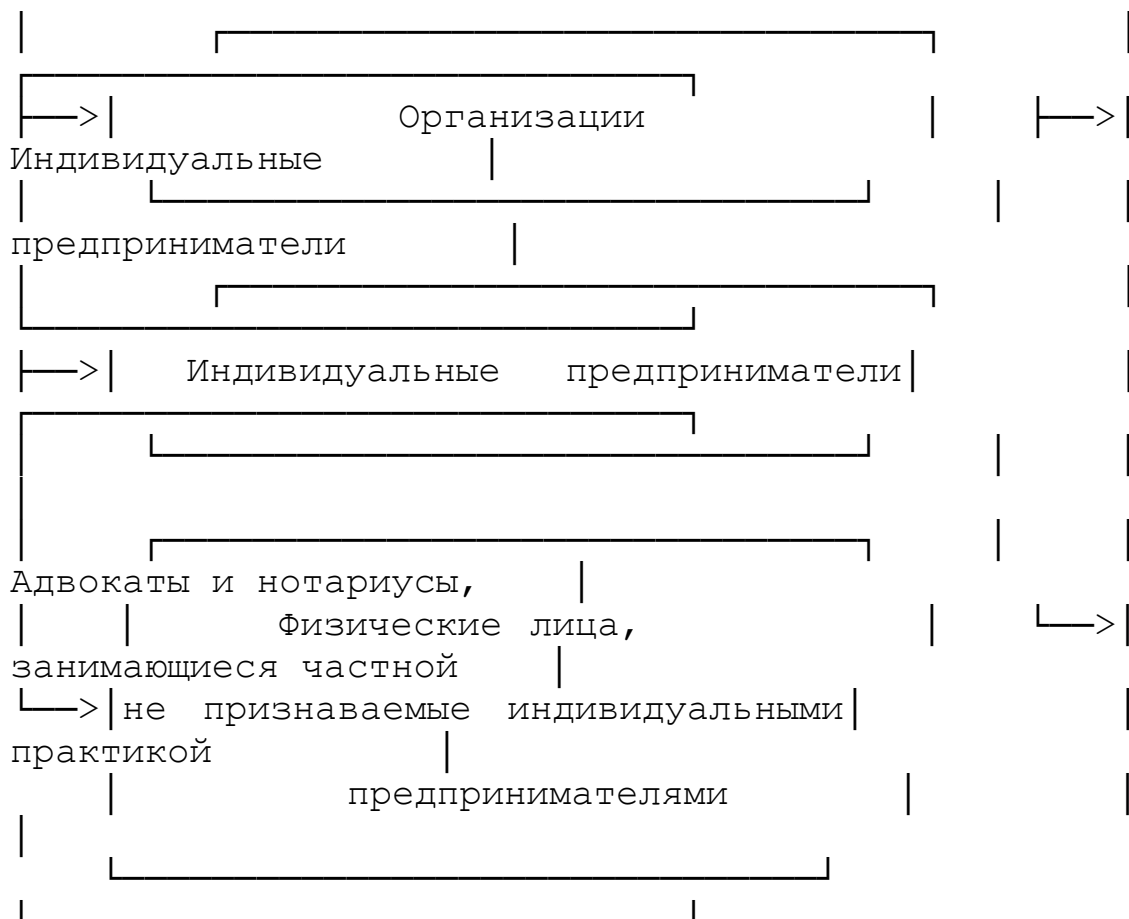 Организации
Индивидуальные
предприниматели
Индивидуальные предприниматели
Адвокаты и нотариусы,
Физические лица,
занимающиеся частной
не признаваемые индивидуальными
практикой
предпринимателями